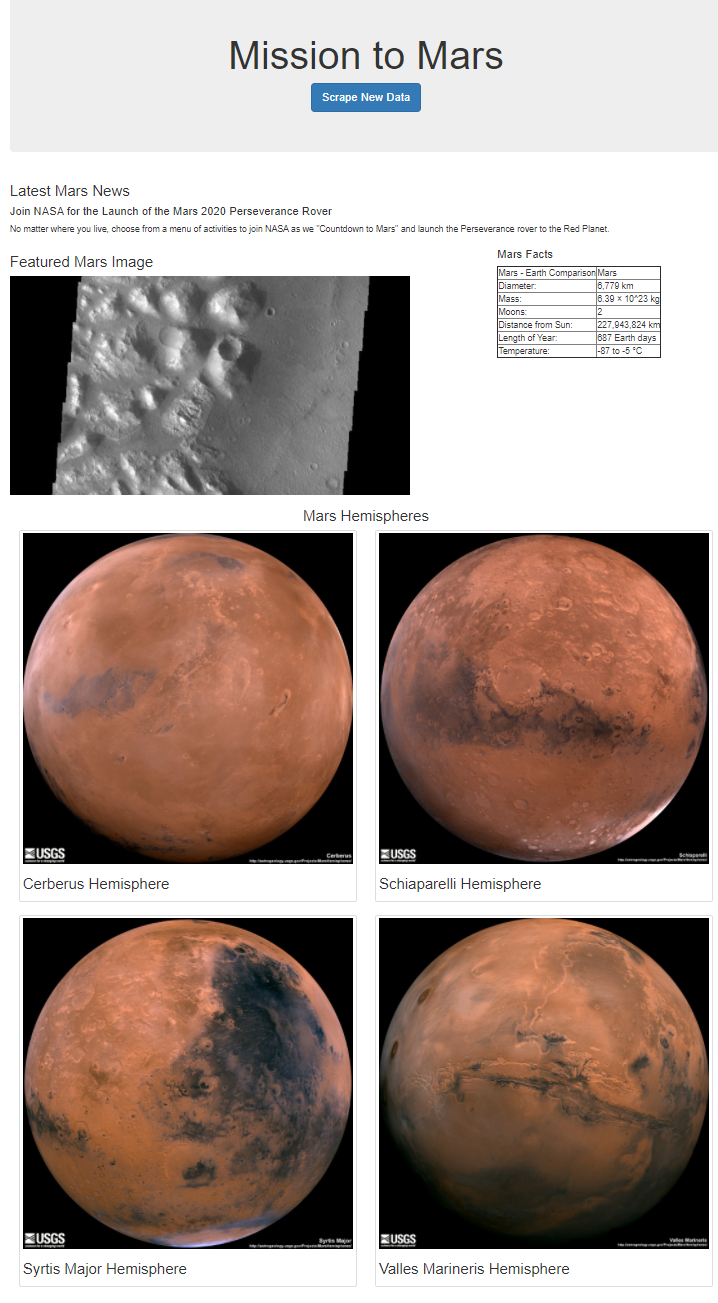 Mission to Mars
Scrape New Data
Latest Mars News
Join NASA for the Launch of the Mars 2020 Perseverance Rover
No matter where you live, choose from a menu of activities to join NASA as we "Countdown to Mars" and launch the Perseverance rover to the Red Planet.
Featured Mars Image
Mars Facts
Mars - Earth Comparison Mars
Diameter: 6,779 km
Mass: 6.39 × 10^23 kg
Moons: 2
Distance from Sun: 227,943,824 km
Length of Year: 687 Earth days
Temperature: -87 to -5 °C
Mars Hemispheres
USGS
Cerberus
Cerberus Hemisphere
USGS
Schiaparelli
Schiaparelli Hemisphere
USGS
Syrtis Major
Syrtis Major Hemisphere
USGS
Valles Marineris
Valles Marineris Hemisphere